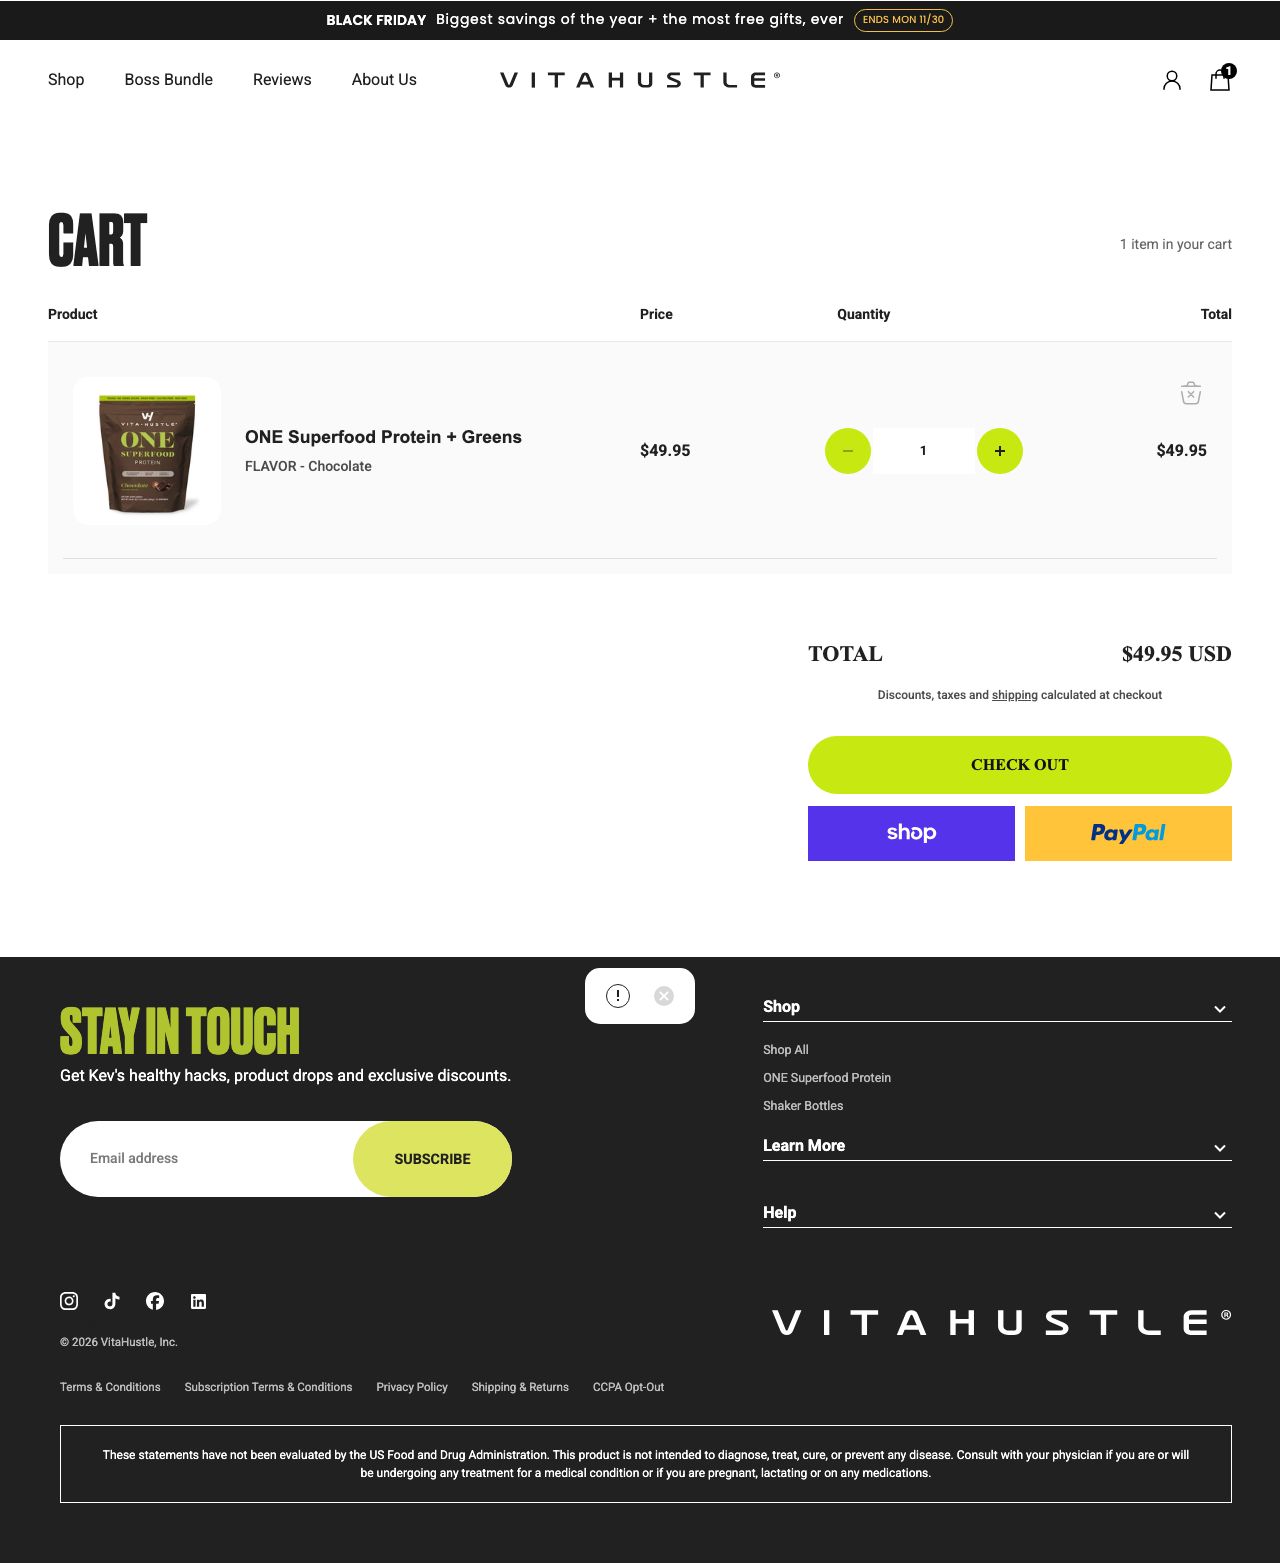 BLACK FRIDAY Biggest savings of the year + the most free gifts, ever ENDS MON 11/30
Shop Boss Bundle Reviews About Us VITAHUSTLE® 1
CART
1 item in your cart
Product Price Quantity Total
VITA-HUSTLE
ONE
SUPERFOOD
PROTEIN
Chocolate
ONE Superfood Protein + Greens
FLAVOR - Chocolate
$49.95 − 1 + $49.95
TOTAL $49.95 USD
Discounts, taxes and shipping calculated at checkout
CHECK OUT
shop PayPal
STAY IN TOUCH
Get Kev's healthy hacks, product drops and exclusive discounts.
Email address SUBSCRIBE
Shop
Shop All
ONE Superfood Protein
Shaker Bottles
Learn More
Help
© 2026 VitaHustle, Inc.
VITAHUSTLE®
Terms & Conditions Subscription Terms & Conditions Privacy Policy Shipping & Returns CCPA Opt-Out
These statements have not been evaluated by the US Food and Drug Administration. This product is not intended to diagnose, treat, cure, or prevent any disease. Consult with your physician if you are or will
be undergoing any treatment for a medical condition or if you are pregnant, lactating or on any medications.